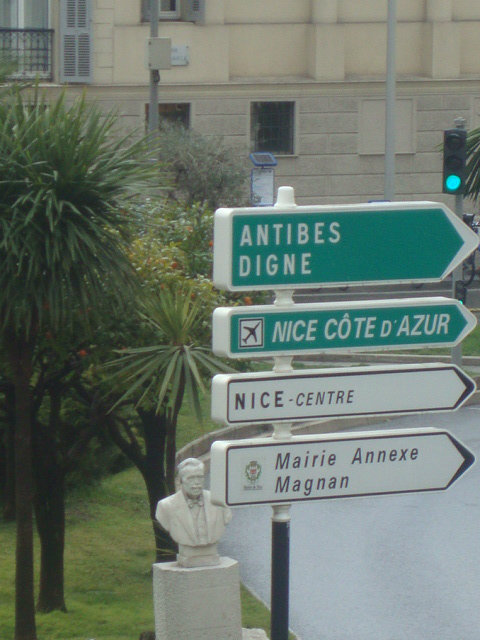 ANTIBES
DIGNE
NICE CÔTE D'AZUR
NICE - CENTRE
Mairie Annexe
Magnan